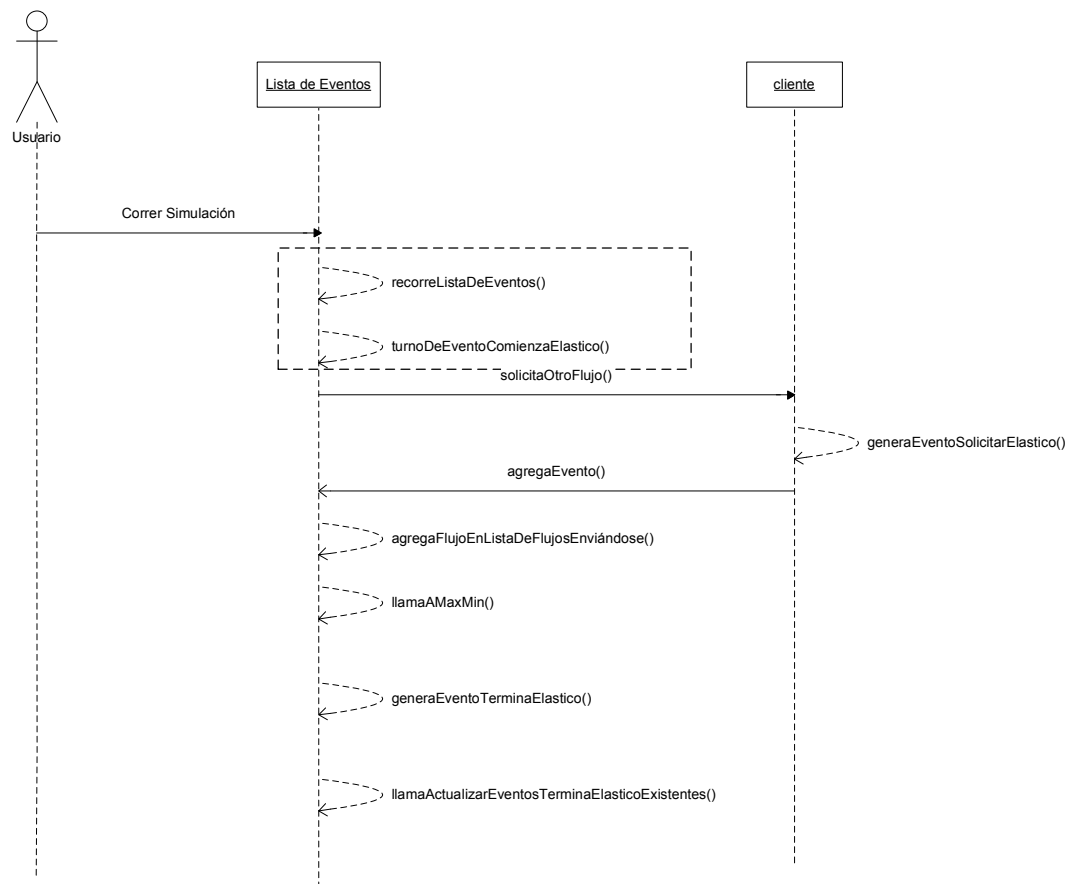 Lista de Eventos
cliente
Usuario
Correr Simulación
recorreListaDeEventos()
turnoDeEventoComienzaElastico()
solicitaOtroFlujo()
generaEventoSolicitarElastico()
agregaEvento()
agregaFlujoEnListaDeFlujosEnviándose()
llamaAMaxMin()
generaEventoTerminaElastico()
llamaActualizarEventosTerminaElasticoExistentes()